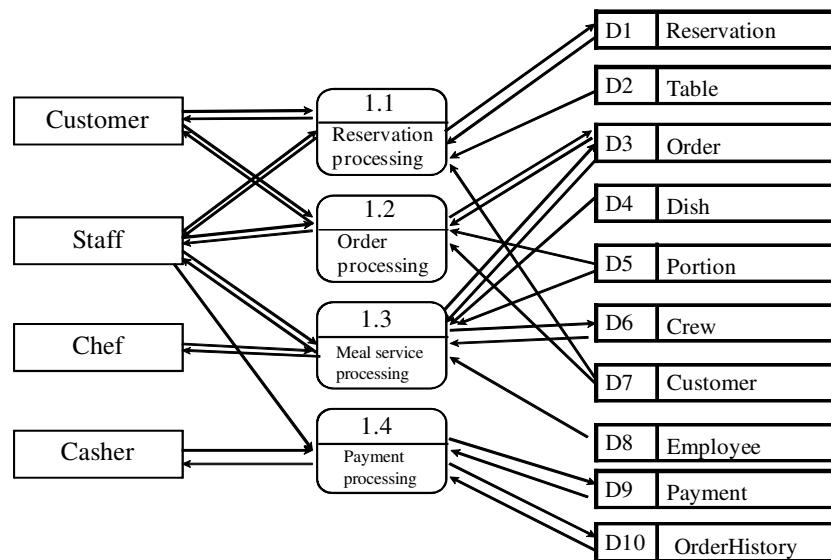 Customer
Staff
Chef
Casher
1.1
Reservation
processing
1.2
Order
processing
1.3
Meal service
processing
1.4
Payment
processing
D1 Reservation
D2 Table
D3 Order
D4 Dish
D5 Portion
D6 Crew
D7 Customer
D8 Employee
D9 Payment
D10 OrderHistory